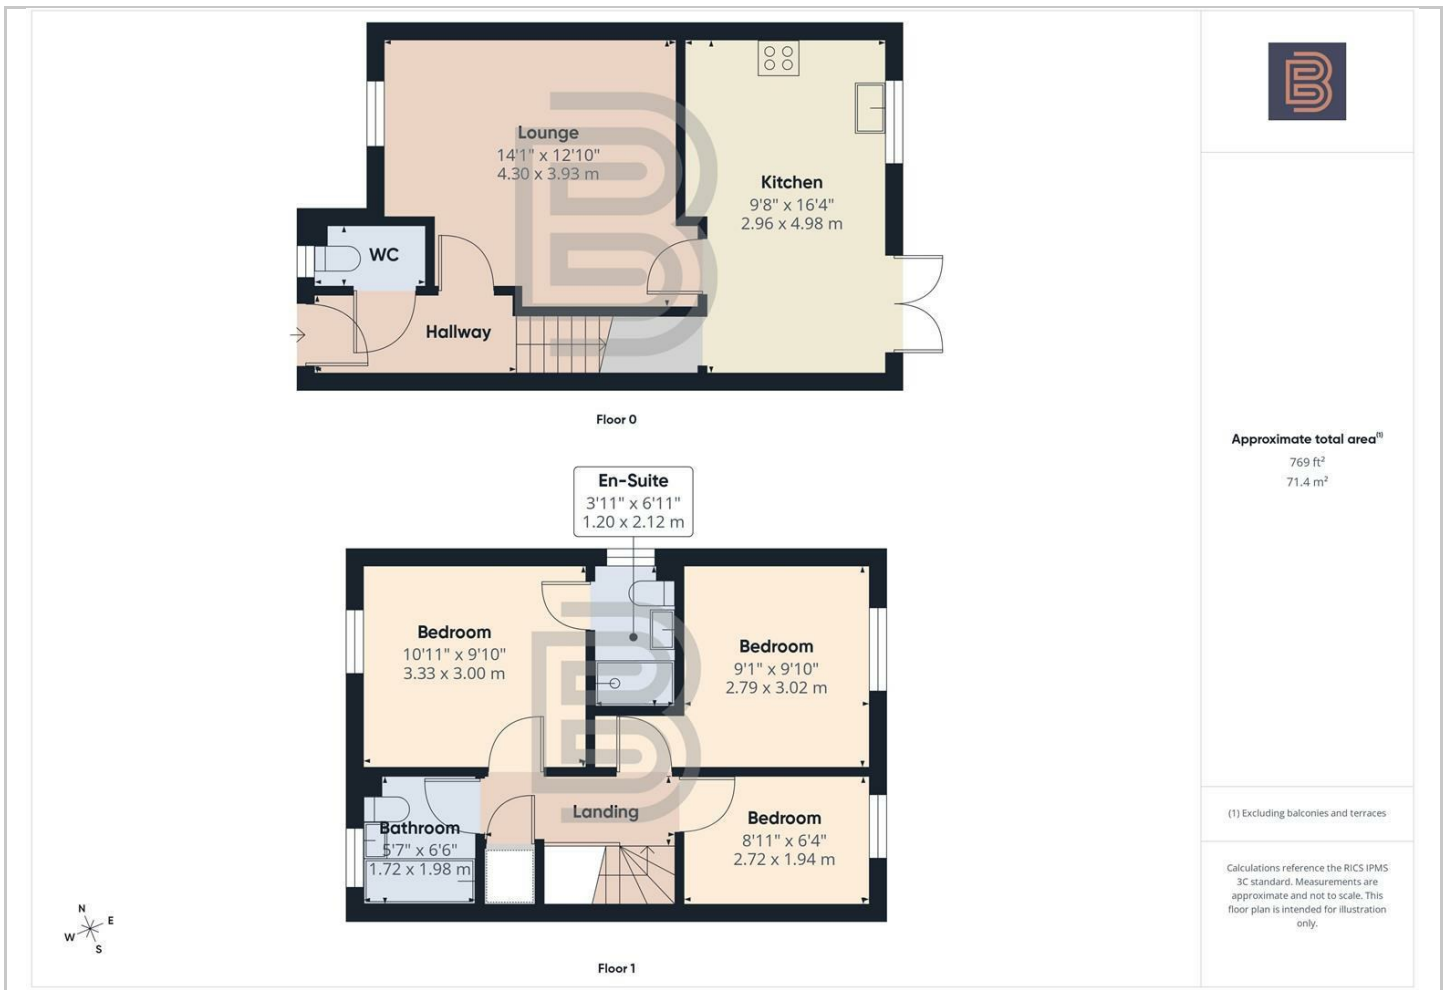 Lounge
14'1" x 12'10"
4.30 x 3.93 m
Kitchen
9'8" x 16'4"
2.96 x 4.98 m
WC
Hallway
Floor 0
En-Suite
3'11" x 6'11"
1.20 x 2.12 m
Bedroom
10'11" x 9'10"
3.33 x 3.00 m
Bedroom
9'1" x 9'10"
2.79 x 3.02 m
Landing
Bathroom
5'7" x 6'6"
1.72 x 1.98 m
Bedroom
8'11" x 6'4"
2.72 x 1.94 m
Floor 1
N
E
W
S
B
Approximate total area(1)
769 ft²
71.4 m²
(1) Excluding balconies and terraces
Calculations reference the RICS IPMS
3C standard. Measurements are
approximate and not to scale. This
floor plan is intended for illustration
only.